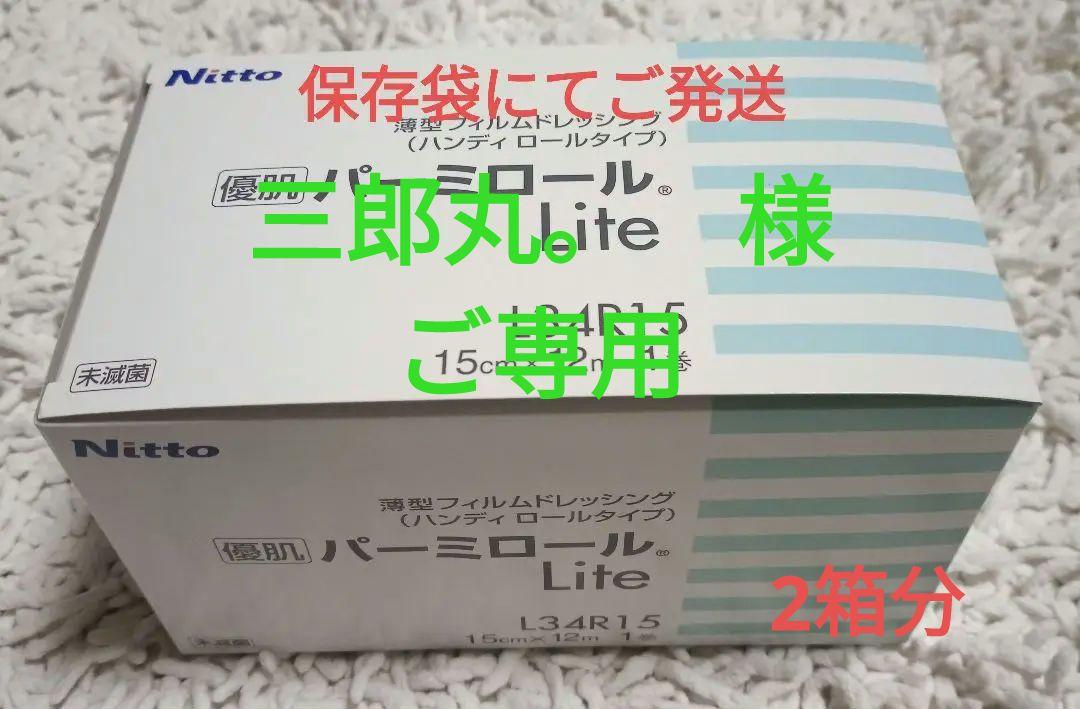 Nitto
保存袋にてご発送
薄型フィルムドレッシング
(ハンディ ロールタイプ)
優肌 パーミロール®
Lite
三郎丸。 様
L34R15
ご専用
15cm×12m 1巻
未滅菌
Nitto
薄型フィルムドレッシング
(ハンディ ロールタイプ)
優肌 パーミロール®
Lite
2箱分
L34R15
未滅菌 15cm×12m 1巻